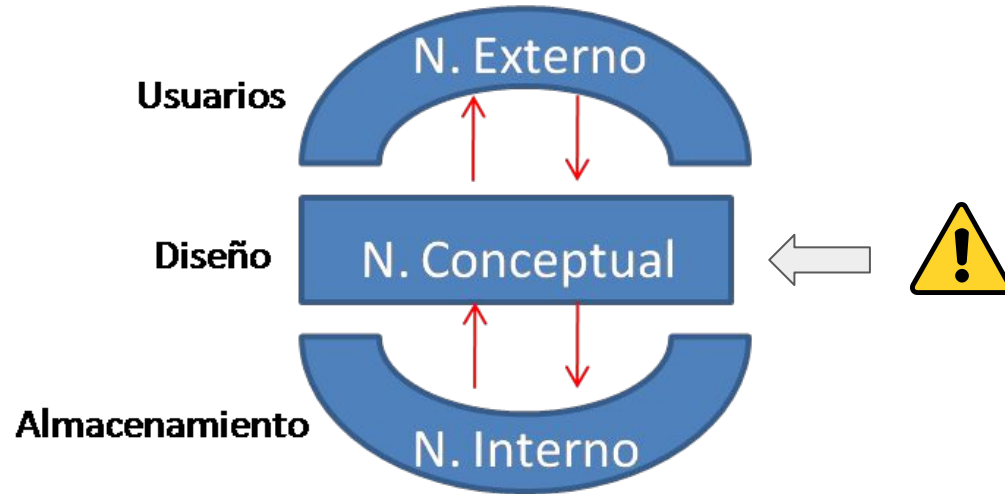 N. Externo
Usuarios
Diseño
N. Conceptual
Almacenamiento
N. Interno